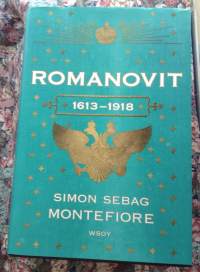 ROMANOVIT
1613–1918
SIMON SEBAG
MONTEFIORE
WSOY